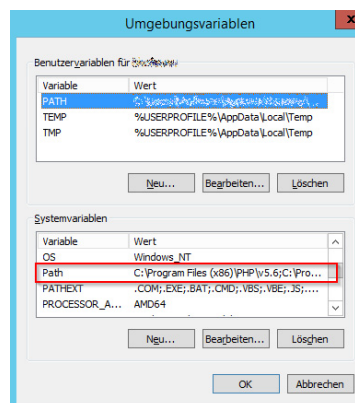 Umgebungsvariablen
x
Benutzervariablen für
Variable Wert
PATH
TEMP %USERPROFILE%\AppData\Local\Temp
TMP %USERPROFILE%\AppData\Local\Temp
Neu... Bearbeiten... Löschen
Systemvariablen
Variable Wert
OS Windows_NT
Path C:\Program Files (x86)\PHP\v5.6;C:\Pro...
PATHEXT .COM;.EXE;.BAT;.CMD;.VBS;.VBE;.JS;....
PROCESSOR_A... AMD64
Neu... Bearbeiten... Löschen
OK Abbrechen